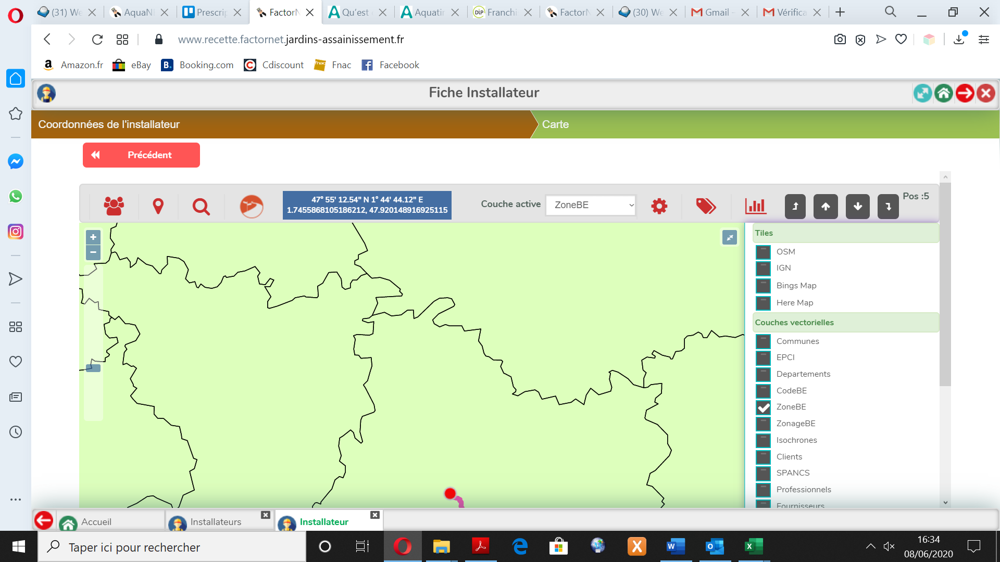 (31) We
AquaNI
Prescrip
FactorN
Qu'est
Aquatir
Franchi
FactorN
(30) We
Gmail -
Vérifica
www.recette.factornet.jardins-assainissement.fr
Amazon.fr
eBay
Booking.com
Cdiscount
Fnac
Facebook
Fiche Installateur
Coordonnées de l'installateur
Carte
Précédent
47° 55' 12.54" N 1° 44' 44.12" E
1.7455868105186212, 47.920148916925115
Couche active
ZoneBE
Pos :5
+
−
Tiles
OSM
IGN
Bings Map
Here Map
Couches vectorielles
Communes
EPCI
Departements
CodeBE
ZoneBE
ZonageBE
Isochrones
Clients
SPANCS
Professionnels
Fournisseurs
Accueil
Installateurs
Installateur
Taper ici pour rechercher
16:34
08/06/2020